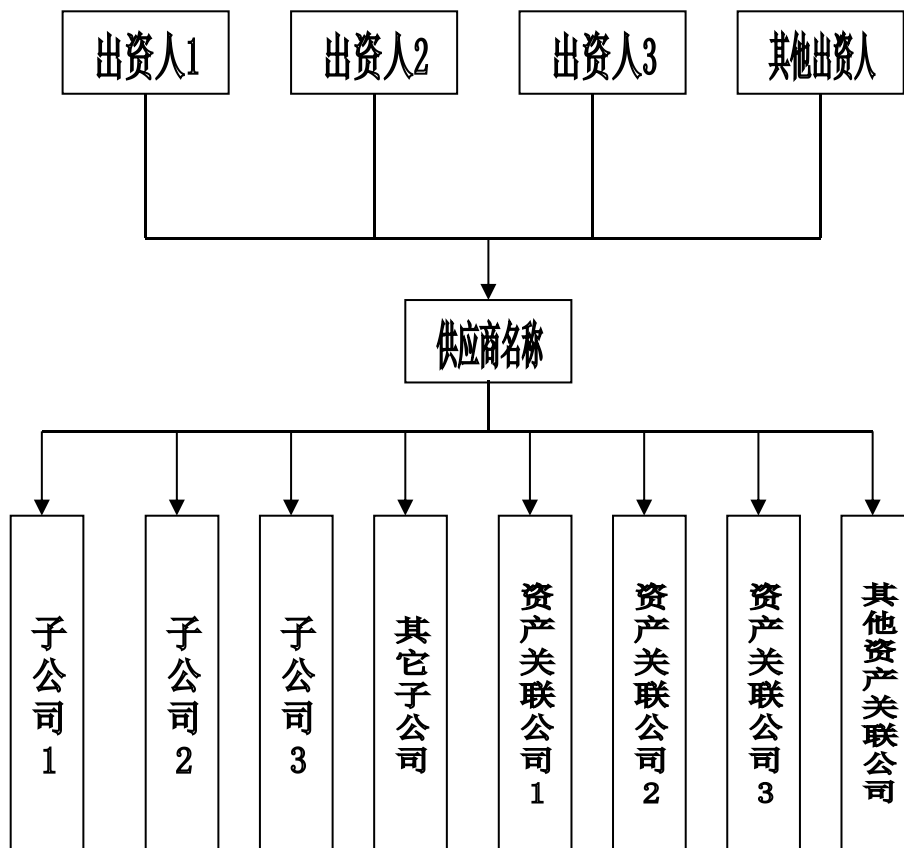 出资人1
出资人2
出资人3
其他出资人
供应商名称
子公司1
子公司2
子公司3
其它子公司
资产关联公司1
资产关联公司2
资产关联公司3
其他资产关联公司